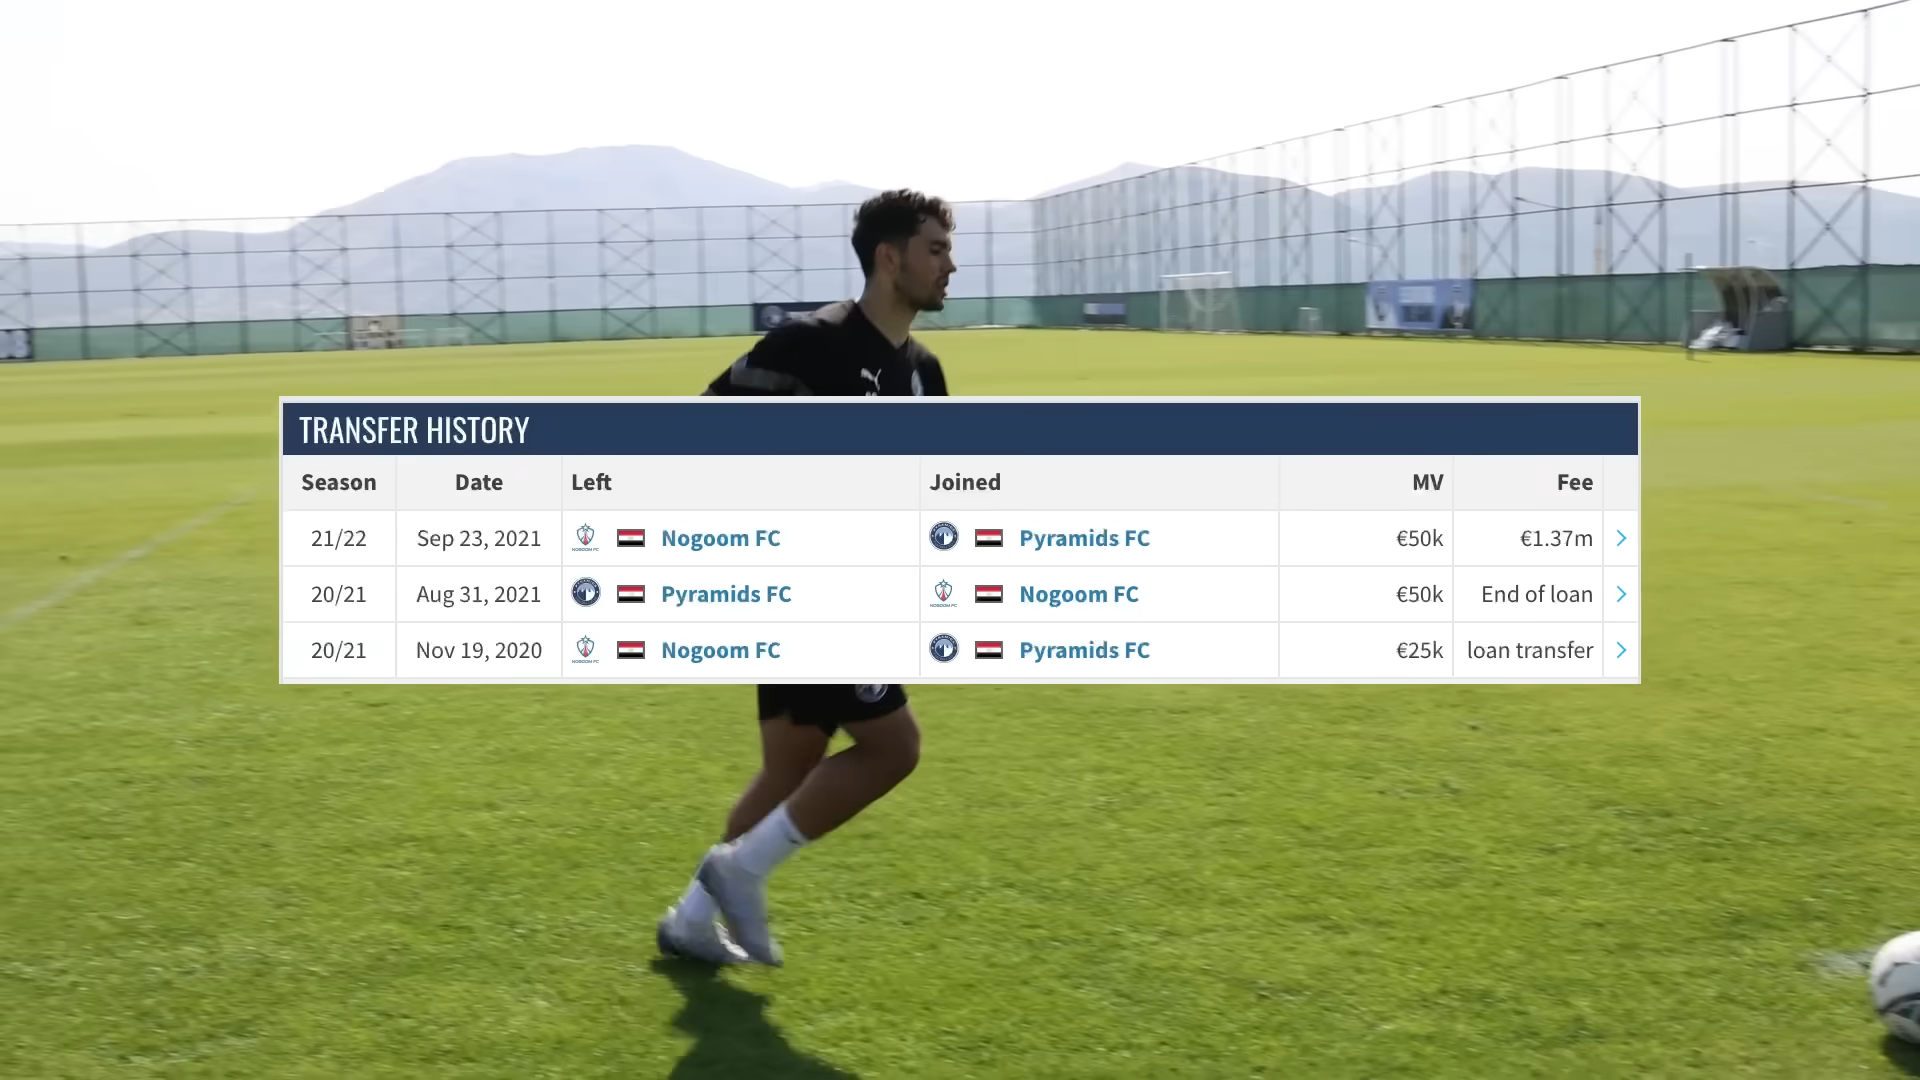 TRANSFER HISTORY
Season Date Left Joined MV Fee
21/22 Sep 23, 2021 Nogoom FC Pyramids FC €50k €1.37m
20/21 Aug 31, 2021 Pyramids FC Nogoom FC €50k End of loan
20/21 Nov 19, 2020 Nogoom FC Pyramids FC €25k loan transfer